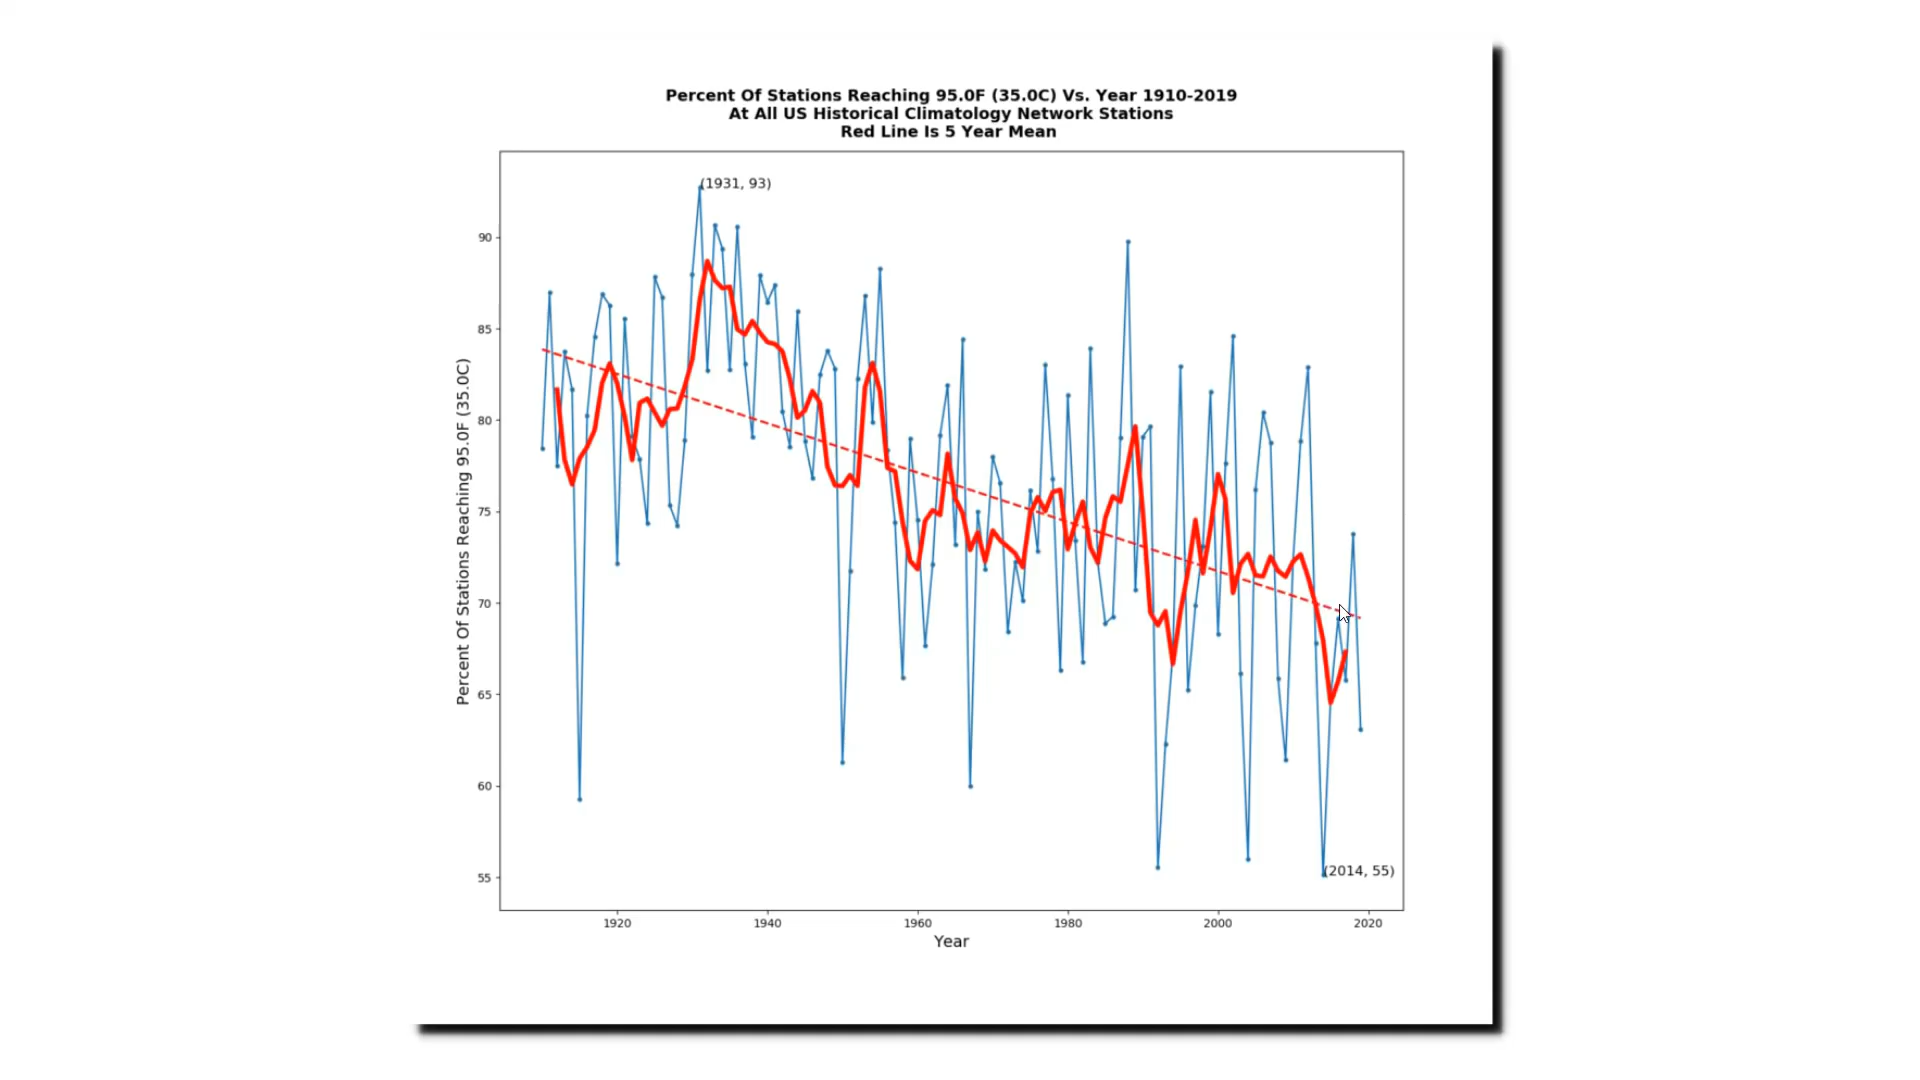 Percent Of Stations Reaching 95.0F (35.0C) Vs. Year 1910-2019
At All US Historical Climatology Network Stations
Red Line Is 5 Year Mean
(1931, 93)
90
85
80
75
70
65
60
55
Percent Of Stations Reaching 95.0F (35.0C)
(2014, 55)
1920 1940 1960 1980 2000 2020
Year